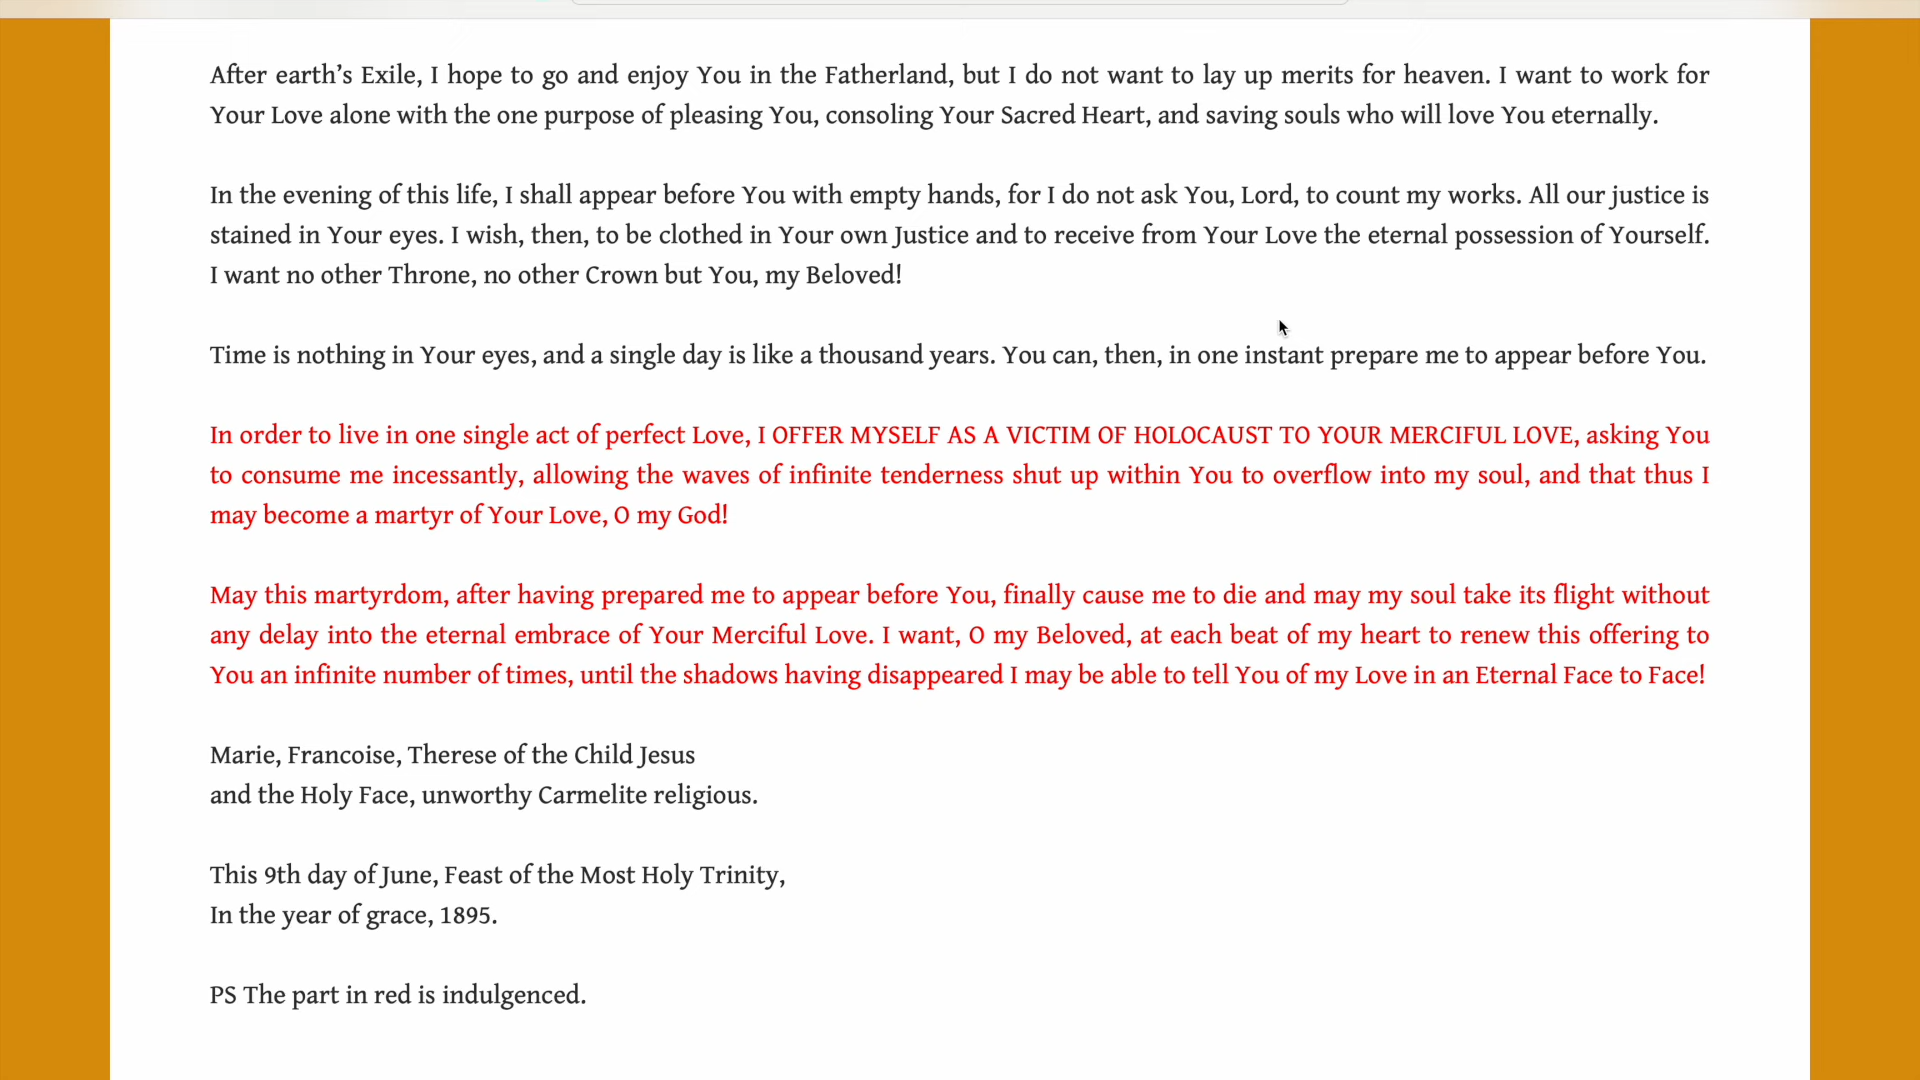 After earth’s Exile, I hope to go and enjoy You in the Fatherland, but I do not want to lay up merits for heaven. I want to work for
Your Love alone with the one purpose of pleasing You, consoling Your Sacred Heart, and saving souls who will love You eternally.
In the evening of this life, I shall appear before You with empty hands, for I do not ask You, Lord, to count my works. All our justice is
stained in Your eyes. I wish, then, to be clothed in Your own Justice and to receive from Your Love the eternal possession of Yourself.
I want no other Throne, no other Crown but You, my Beloved!
Time is nothing in Your eyes, and a single day is like a thousand years. You can, then, in one instant prepare me to appear before You.
In order to live in one single act of perfect Love, I OFFER MYSELF AS A VICTIM OF HOLOCAUST TO YOUR MERCIFUL LOVE, asking You
to consume me incessantly, allowing the waves of infinite tenderness shut up within You to overflow into my soul, and that thus I
may become a martyr of Your Love, O my God!
May this martyrdom, after having prepared me to appear before You, finally cause me to die and may my soul take its flight without
any delay into the eternal embrace of Your Merciful Love. I want, O my Beloved, at each beat of my heart to renew this offering to
You an infinite number of times, until the shadows having disappeared I may be able to tell You of my Love in an Eternal Face to Face!
Marie, Francoise, Therese of the Child Jesus
and the Holy Face, unworthy Carmelite religious.
This 9th day of June, Feast of the Most Holy Trinity,
In the year of grace, 1895.
PS The part in red is indulgenced.